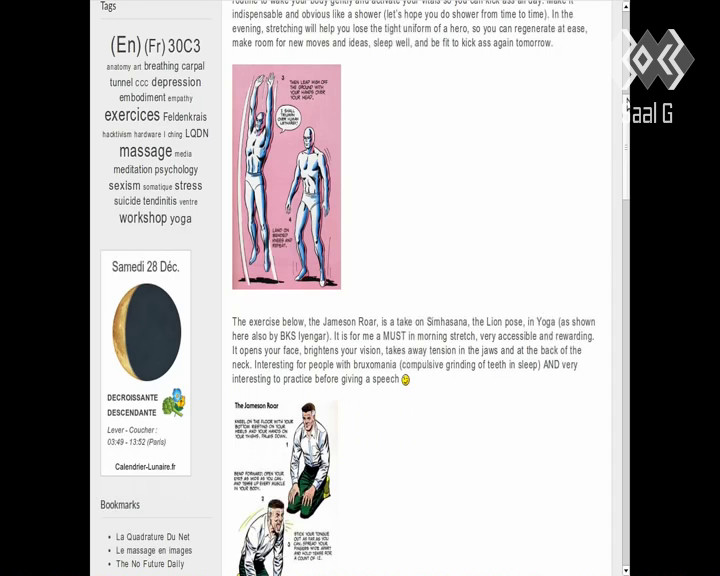 Tags
(En) (Fr) 30C3
anatomy art breathing carpal
tunnel ccc depression
embodiment empathy
exercices Feldenkrais
hacktivism hardware I ching LQDN
massage media
meditation psychology
sexism somatique stress
suicide tendinitis ventre
workshop yoga
Samedi 28 Déc.
DECROISSANTE
DESCENDANTE
Lever - Coucher :
03:49 - 13:52 (Paris)
Calendrier-Lunaire.fr
Bookmarks
La Quadrature Du Net
Le massage en images
The No Future Daily
routine to wake your body gently and activate your vitals so you can kick ass all day. Make it
indispensable and obvious like a shower (let's hope you do shower from time to time). In the
evening, stretching will help you lose the tight uniform of a hero, so you can regenerate at ease,
make room for new moves and ideas, sleep well, and be fit to kick ass again tomorrow.
3
THEN LEAP HIGH OFF
THE GROUND WITH
YOUR HANDS OVER
YOUR HEAD.
I SHALL
TRIUMPH
OVER HUMAN
LETHARGY!
4
LAND ON
BENDED
KNEES AND
REPEAT.
The exercise below, the Jameson Roar, is a take on Simhasana, the Lion pose, in Yoga (as shown
here also by BKS Iyengar). It is for me a MUST in morning stretch, very accessible and rewarding.
It opens your face, brightens your vision, takes away tension in the jaws and at the back of the
neck. Interesting for people with bruxomania (compulsive grinding of teeth in sleep) AND very
interesting to practice before giving a speech
The Jameson Roar
KNEEL ON THE FLOOR WITH YOUR
BOTTOM RESTING ON YOUR
HEELS AND YOUR HANDS ON
YOUR THIGHS, PALMS DOWN.
1
BEND FORWARD, OPEN YOUR
EYES AS WIDE AS YOU CAN,
AND TENSE UP EVERY MUSCLE
IN YOUR BODY.
2
STICK YOUR TONGUE
OUT AS FAR AS YOU
CAN, SPREAD YOUR
FINGERS WIDE APART
AND HOLD TENSE FOR
A COUNT OF 12.
3
Saal G